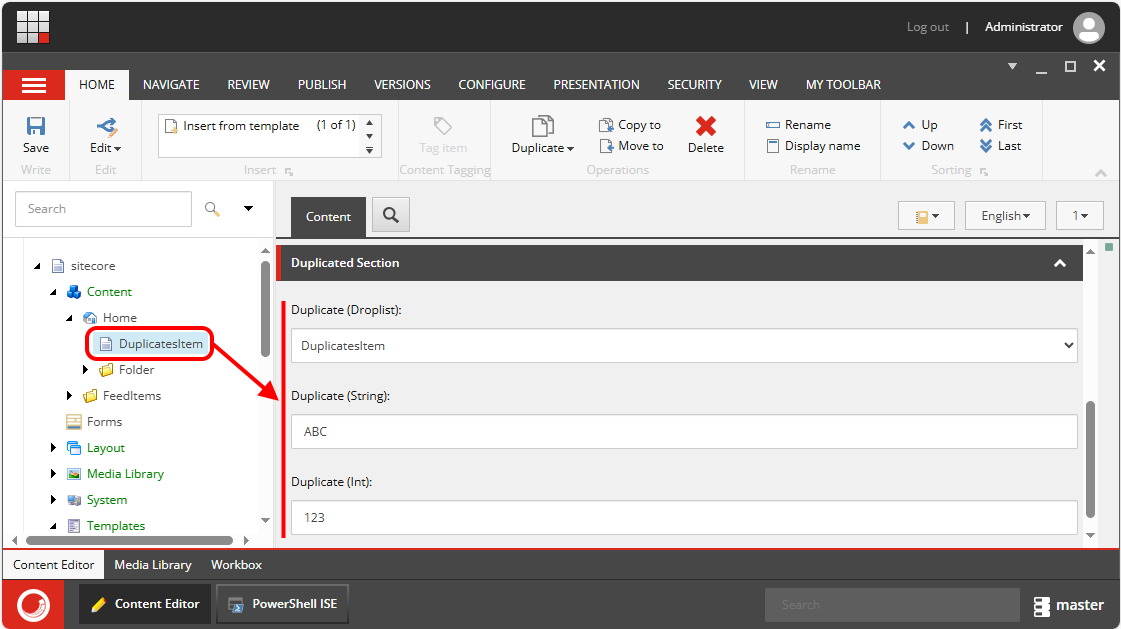 Log out | Administrator
HOME NAVIGATE REVIEW PUBLISH VERSIONS CONFIGURE PRESENTATION SECURITY VIEW MY TOOLBAR
Save
Write
Edit
Edit
Insert from template (1 of 1)
Insert
Tag item
Content Tagging
Duplicate
Copy to
Move to
Delete
Operations
Rename
Display name
Rename
Up
Down
First
Last
Sorting
Search
Content
English
1
sitecore
Content
Home
DuplicatesItem
Folder
FeedItems
Forms
Layout
Media Library
System
Templates
Duplicated Section
Duplicate (Droplist):
DuplicatesItem
Duplicate (String):
ABC
Duplicate (Int):
123
Content Editor Media Library Workbox
Content Editor PowerShell ISE Search master